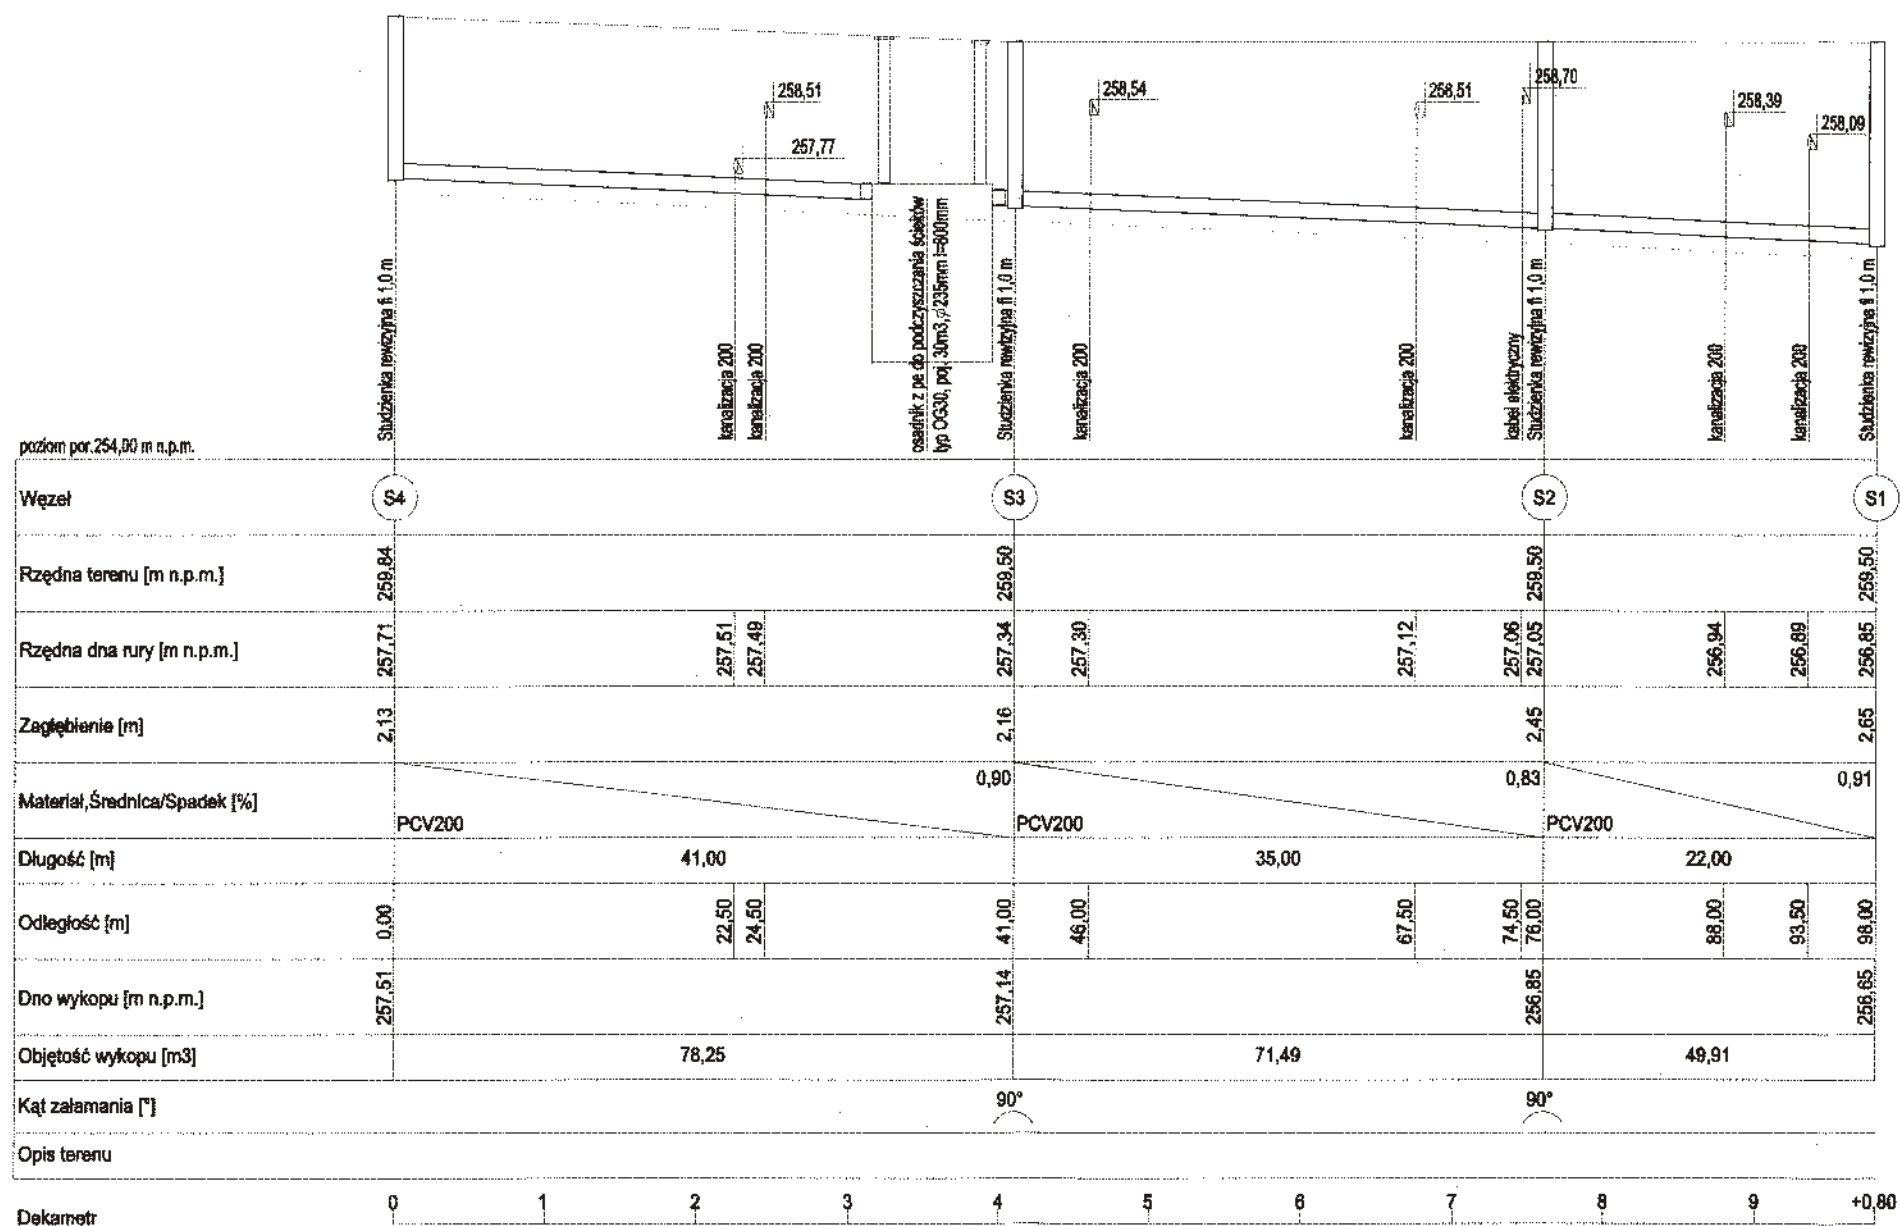 258,51
257,77
258,54
258,51
258,70
258,39
258,09
Studzienka rewizyjna fi 1,0 m
kanalizacja 200
kanalizacja 200
osadnik z pe do podczyszczania ścieków
typ OG30, poj. 30m3, ø235mm l=800mm
Studzienka rewizyjna fi 1,0 m
kanalizacja 200
kanalizacja 200
kabel elektryczny
Studzienka rewizyjna fi 1,0 m
kanalizacja 200
kanalizacja 200
Studzienka rewizyjna fi 1,0 m
poziom por.254,00 m n.p.m.
Węzeł S4 S3 S2 S1
Rzędna terenu [m n.p.m.] 259,84 259,50 259,50 259,50
Rzędna dna rury [m n.p.m.] 257,71 257,51 257,49 257,34 257,30 257,12 257,06 257,05 256,94 256,89 256,85
Zagłębienie [m] 2,13 2,16 2,45 2,65
0,90 0,83 0,91
Materiał,Średnica/Spadek [%]
PCV200 PCV200 PCV200
Długość [m] 41,00 35,00 22,00
Odległość [m] 0,00 22,50 24,50 41,00 46,00 67,50 74,50 76,00 88,00 93,50 98,00
Dno wykopu [m n.p.m.] 257,51 257,14 256,85 256,65
Objętość wykopu [m3] 78,25 71,49 49,91
Kąt załamania [°] 90° 90°
Opis terenu
Dekametr 0 1 2 3 4 5 6 7 8 9 +0,80